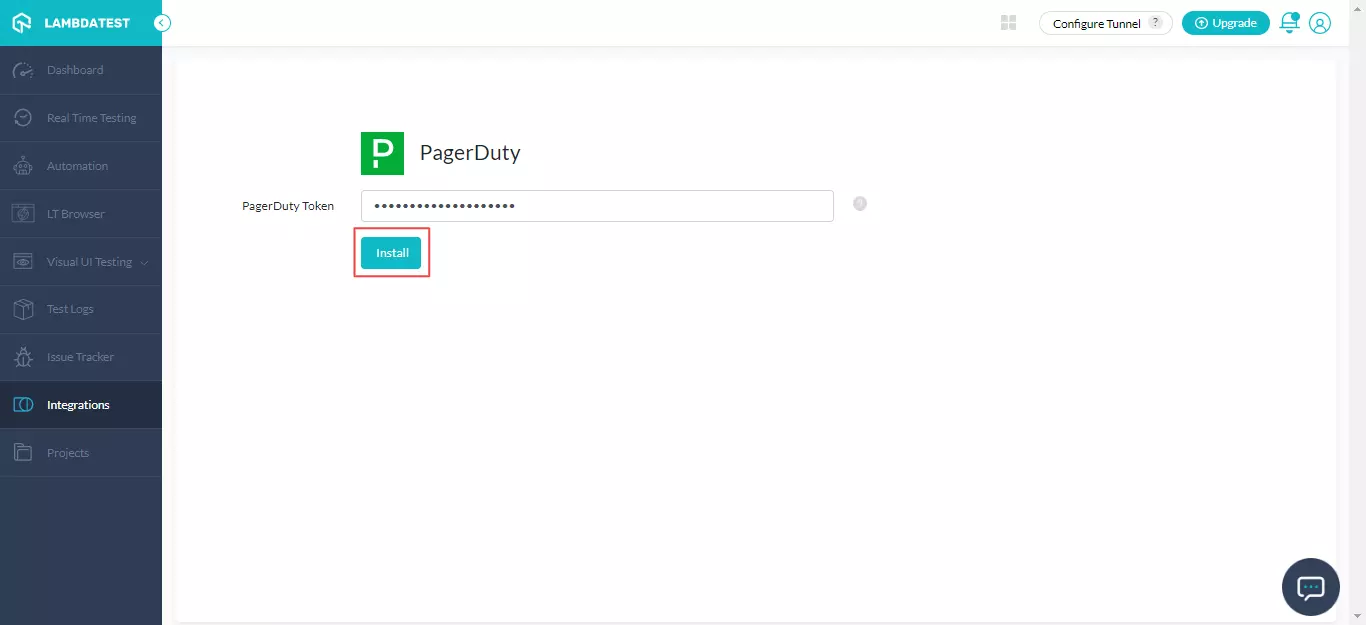 LAMBDATEST
Configure Tunnel ?
Upgrade
Dashboard
Real Time Testing
Automation
LT Browser
Visual UI Testing
Test Logs
Issue Tracker
Integrations
Projects
P PagerDuty
PagerDuty Token •••••••••••••••••••• ?
Install